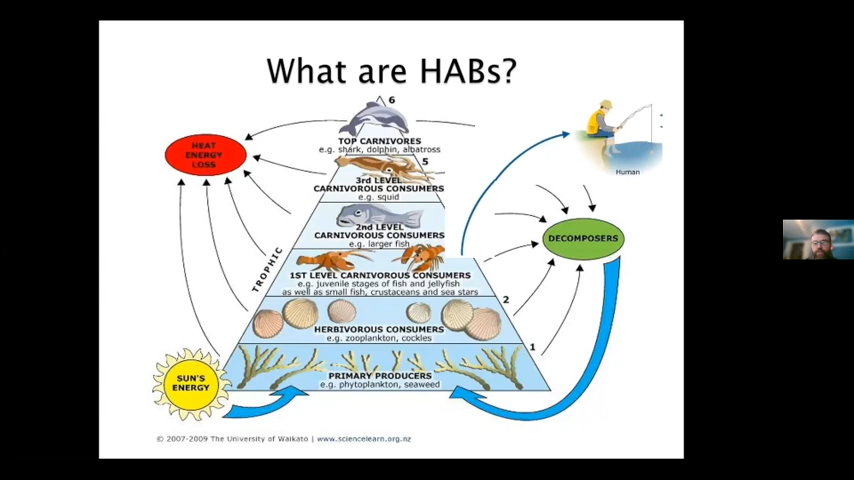 What are HABs?
6
TOP CARNIVORES
e.g. shark, dolphin, albatross
HEAT
ENERGY
LOSS
5
3rd LEVEL
CARNIVOROUS CONSUMERS
e.g. squid
Human
2nd LEVEL
CARNIVOROUS CONSUMERS
e.g. larger fish
DECOMPOSERS
TROPHIC
1ST LEVEL CARNIVOROUS CONSUMERS
e.g. juvenile stages of fish and jellyfish
as well as small fish, crustaceans and sea stars
2
HERBIVOROUS CONSUMERS
e.g. zooplankton, cockles
1
PRIMARY PRODUCERS
e.g. phytoplankton, seaweed
SUN'S
ENERGY
© 2007-2009 The University of Waikato | www.sciencelearn.org.nz